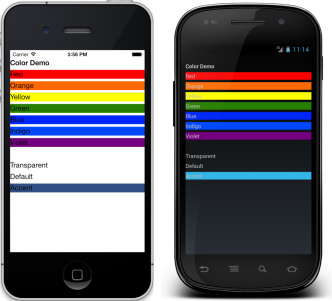 Carrier 3:56 PM
Color Demo
Red
Orange
Yellow
Green
Blue
Indigo
Violet
Transparent
Default
Accent
11:14
Color Demo
Red
Orange
Yellow
Green
Blue
Indigo
Violet
Transparent
Default
Accent